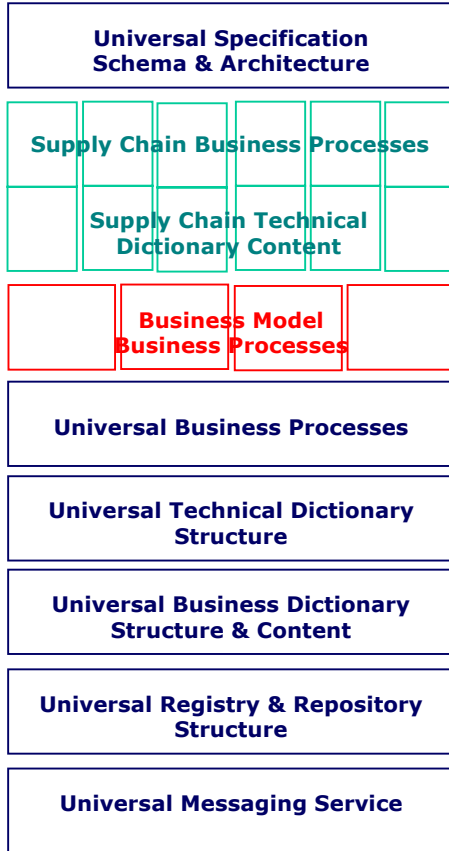 Universal Specification
Schema & Architecture
Supply Chain Business Processes
Supply Chain Technical
Dictionary Content
Business Model
Business Processes
Universal Business Processes
Universal Technical Dictionary
Structure
Universal Business Dictionary
Structure & Content
Universal Registry & Repository
Structure
Universal Messaging Service